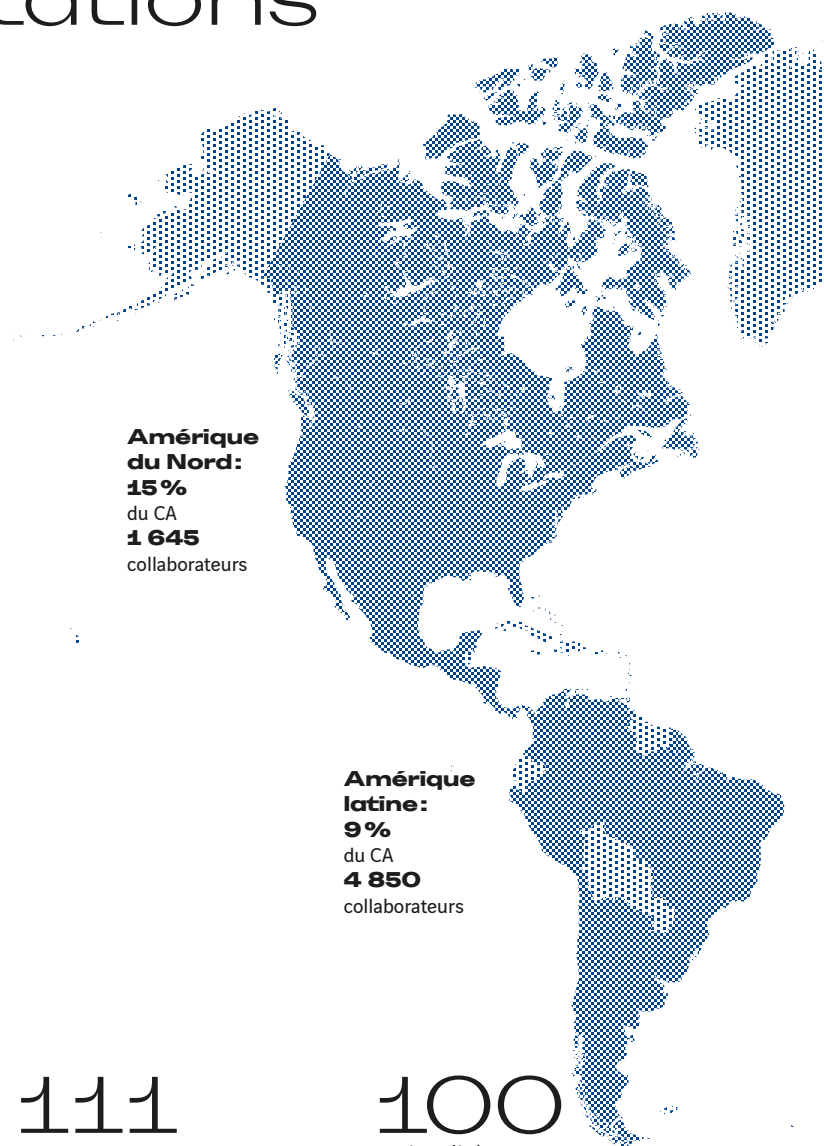 Amérique
du Nord :
15 %
du CA
1 645
collaborateurs
Amérique
latine :
9 %
du CA
4 850
collaborateurs
111
100